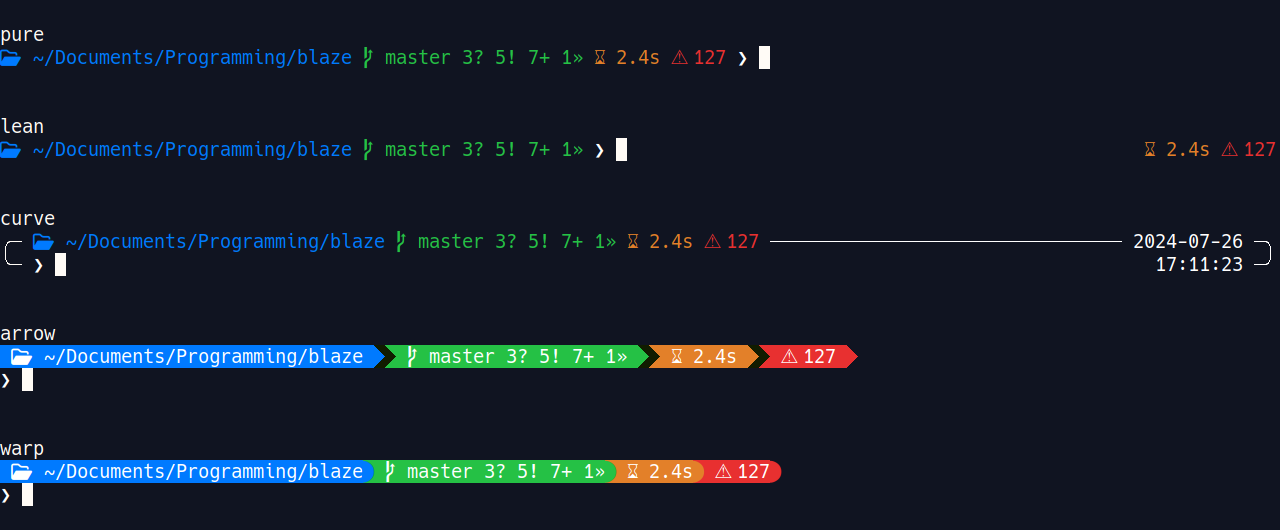 pure
~/Documents/Programming/blaze master 3? 5! 7+ 1» 2.4s ⚠ 127 ❯
lean
~/Documents/Programming/blaze master 3? 5! 7+ 1» ❯ 2.4s ⚠ 127
curve
~/Documents/Programming/blaze master 3? 5! 7+ 1» 2.4s ⚠ 127 2024-07-26
❯ 17:11:23
arrow
~/Documents/Programming/blaze master 3? 5! 7+ 1» 2.4s ⚠ 127
❯
warp
~/Documents/Programming/blaze master 3? 5! 7+ 1» 2.4s ⚠ 127
❯